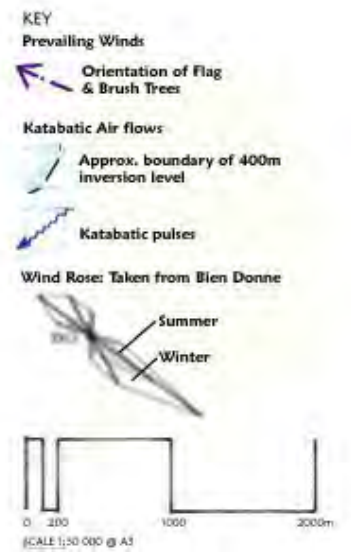 KEY
Prevailing Winds
Orientation of Flag
& Brush Trees
Katabatic Air flows
Approx. boundary of 400m
inversion level
Katabatic pulses
Wind Rose: Taken from Bien Donne
Summer
Winter
0 200 1000 2000m
SCALE 1:50 000 @ A3